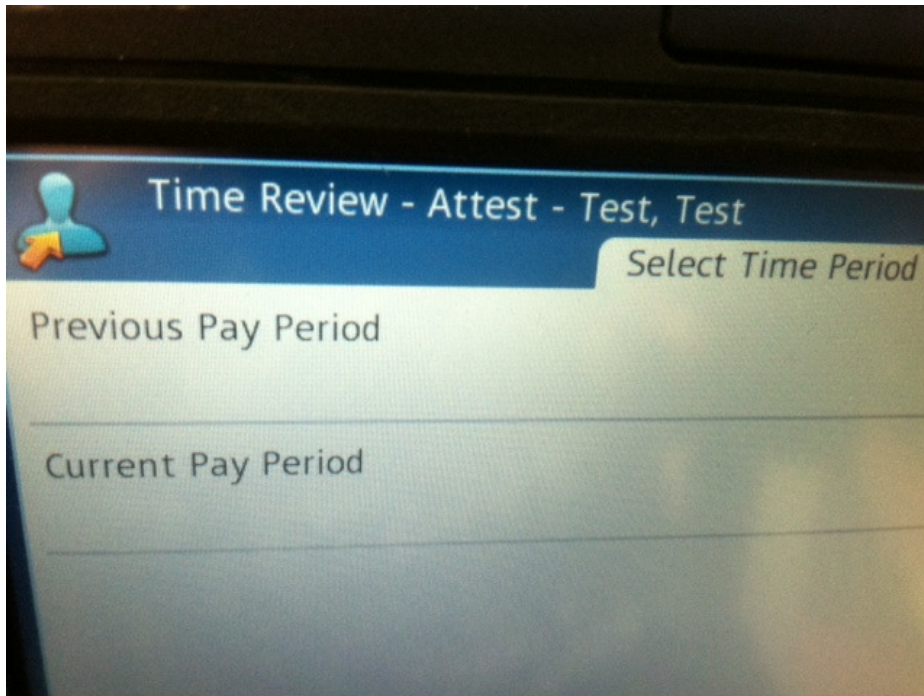 Time Review - Attest - Test, Test
Select Time Period
Previous Pay Period
Current Pay Period